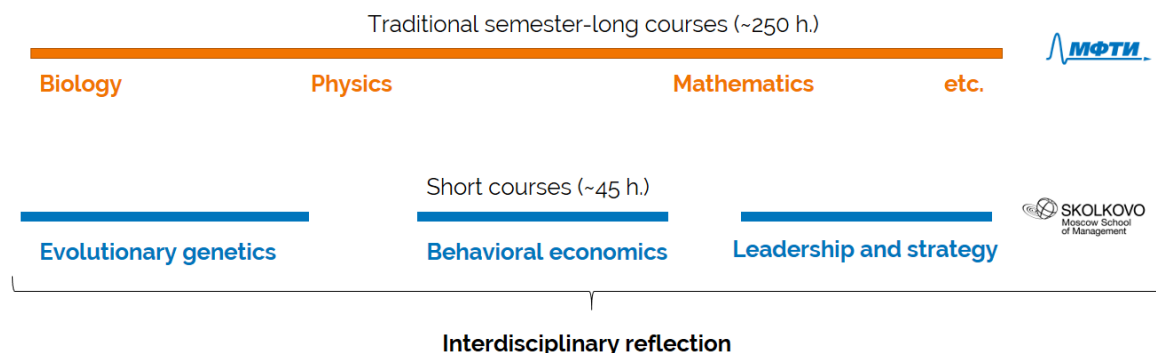 Traditional semester-long courses (~250 h.)
МФТИ
Biology Physics Mathematics etc.
Short courses (~45 h.)
SKOLKOVO
Moscow School
of Management
Evolutionary genetics Behavioral economics Leadership and strategy
Interdisciplinary reflection